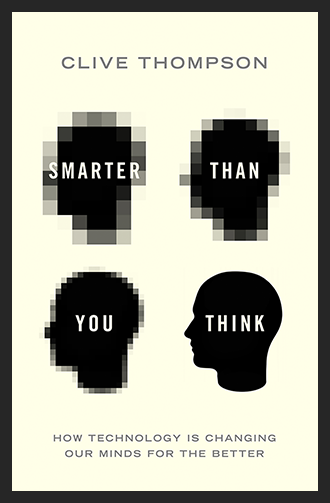 CLIVE THOMPSON
SMARTER THAN
YOU THINK
HOW TECHNOLOGY IS CHANGING
OUR MINDS FOR THE BETTER